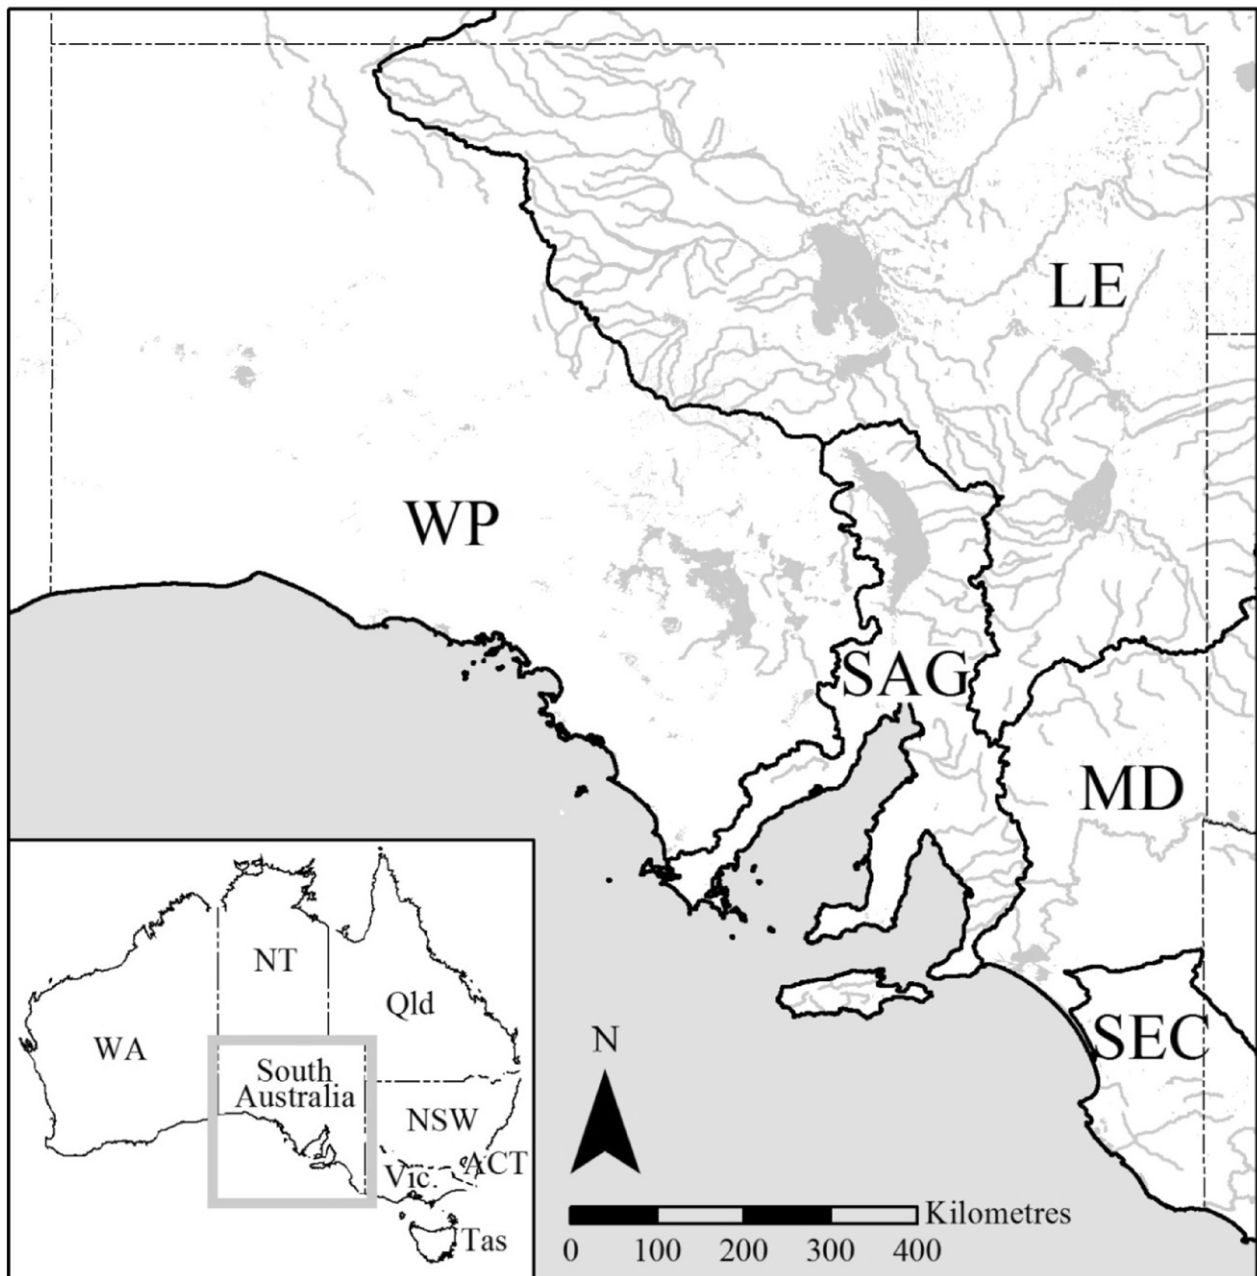 LE
WP
SAG
MD
SEC
NT
Qld
WA
South
Australia
NSW
ACT
Vic.
Tas
N
Kilometres
0 100 200 300 400